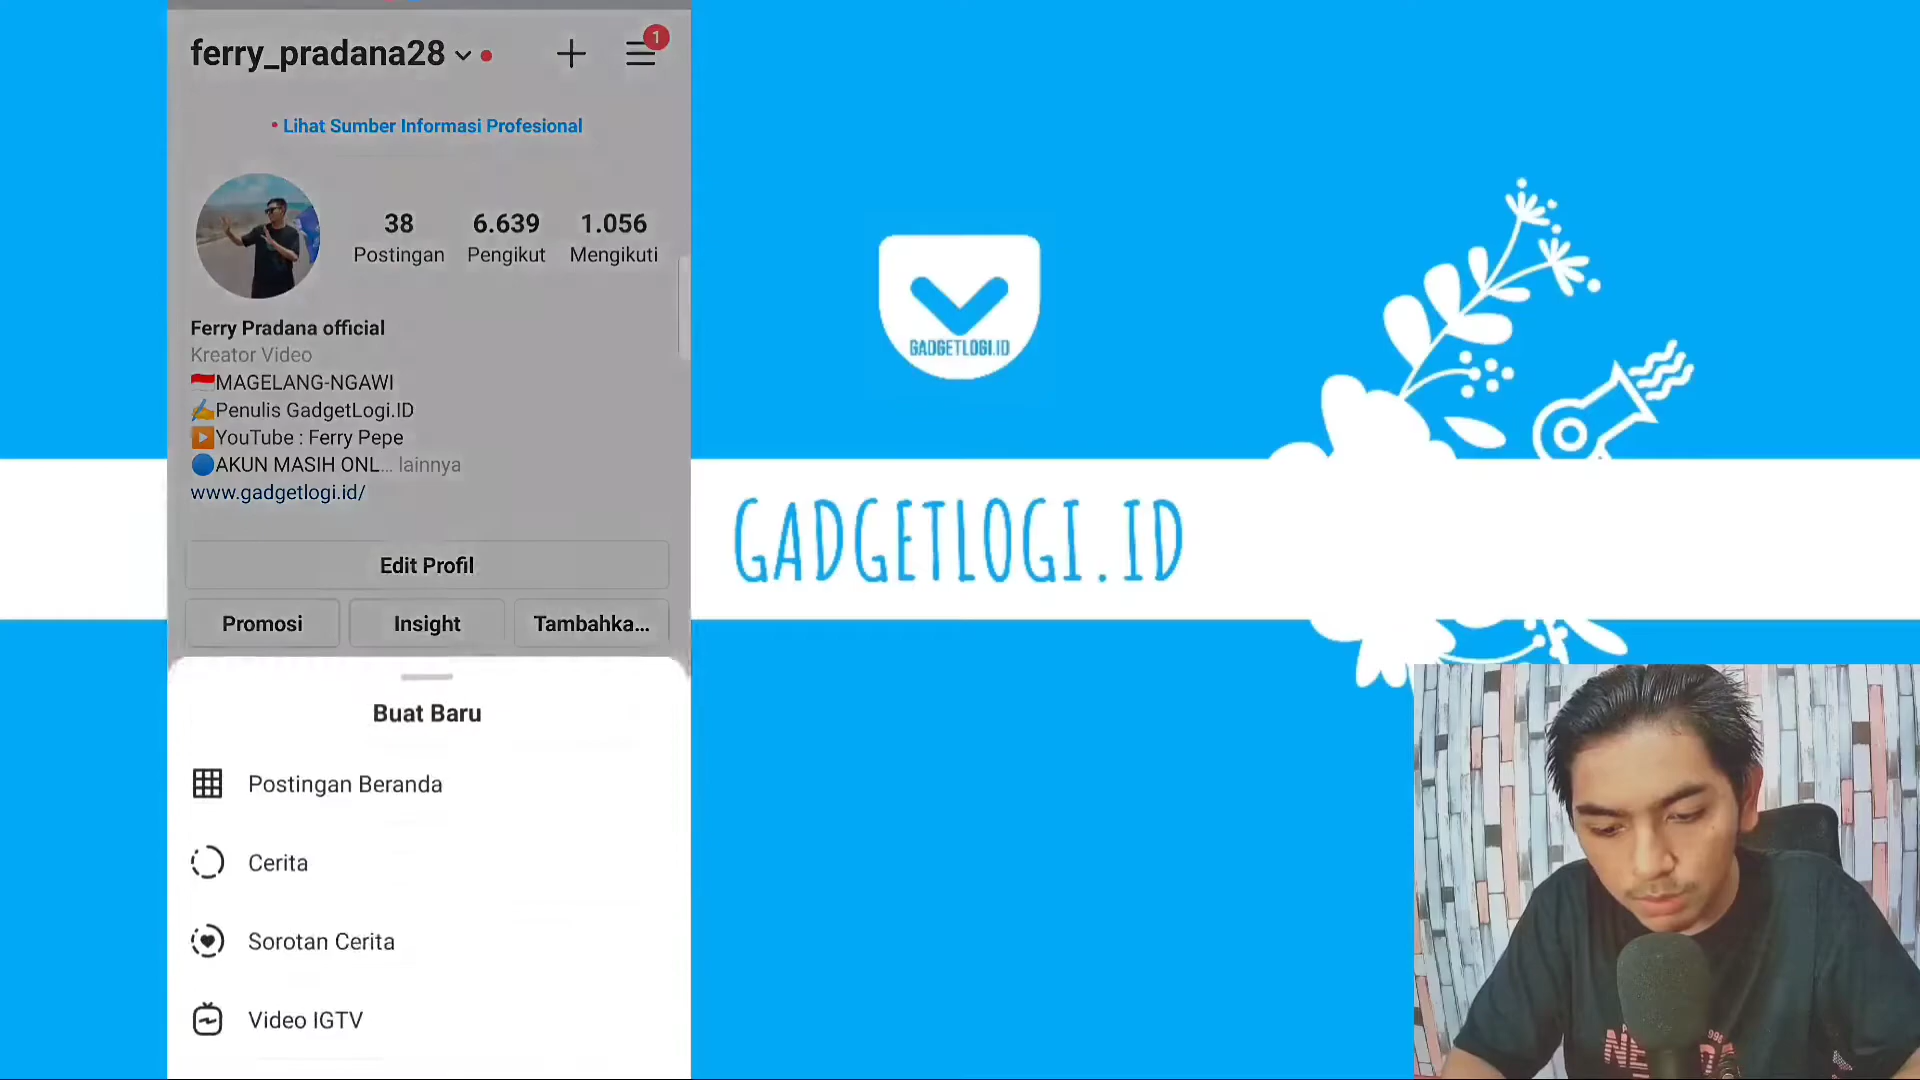 ferry_pradana28
1
Lihat Sumber Informasi Profesional
38
6.639
1.056
Postingan
Pengikut
Mengikuti
Ferry Pradana official
Kreator Video
🇮🇩MAGELANG-NGAWI
✍️Penulis GadgetLogi.ID
▶️YouTube : Ferry Pepe
🔵AKUN MASIH ONL... lainnya
www.gadgetlogi.id/
Edit Profil
Promosi
Insight
Tambahka...
Buat Baru
Postingan Beranda
Cerita
Sorotan Cerita
Video IGTV
GADGETLOGI.ID
GADGETLOGI.ID